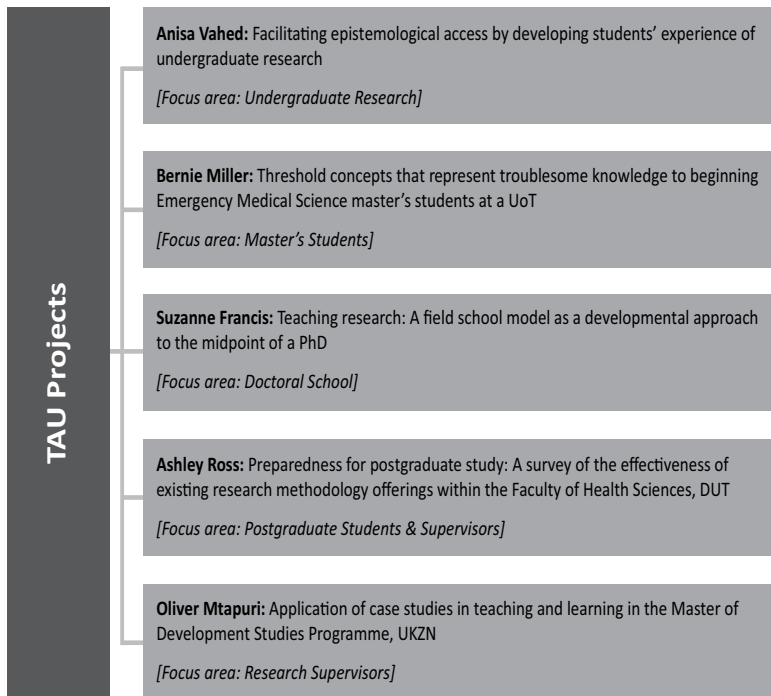 TAU Projects
Anisa Vahed: Facilitating epistemological access by developing students’ experience of
undergraduate research
[Focus area: Undergraduate Research]
Bernie Miller: Threshold concepts that represent troublesome knowledge to beginning
Emergency Medical Science master’s students at a UoT
[Focus area: Master’s Students]
Suzanne Francis: Teaching research: A field school model as a developmental approach
to the midpoint of a PhD
[Focus area: Doctoral School]
Ashley Ross: Preparedness for postgraduate study: A survey of the effectiveness of
existing research methodology offerings within the Faculty of Health Sciences, DUT
[Focus area: Postgraduate Students & Supervisors]
Oliver Mtapuri: Application of case studies in teaching and learning in the Master of
Development Studies Programme, UKZN
[Focus area: Research Supervisors]